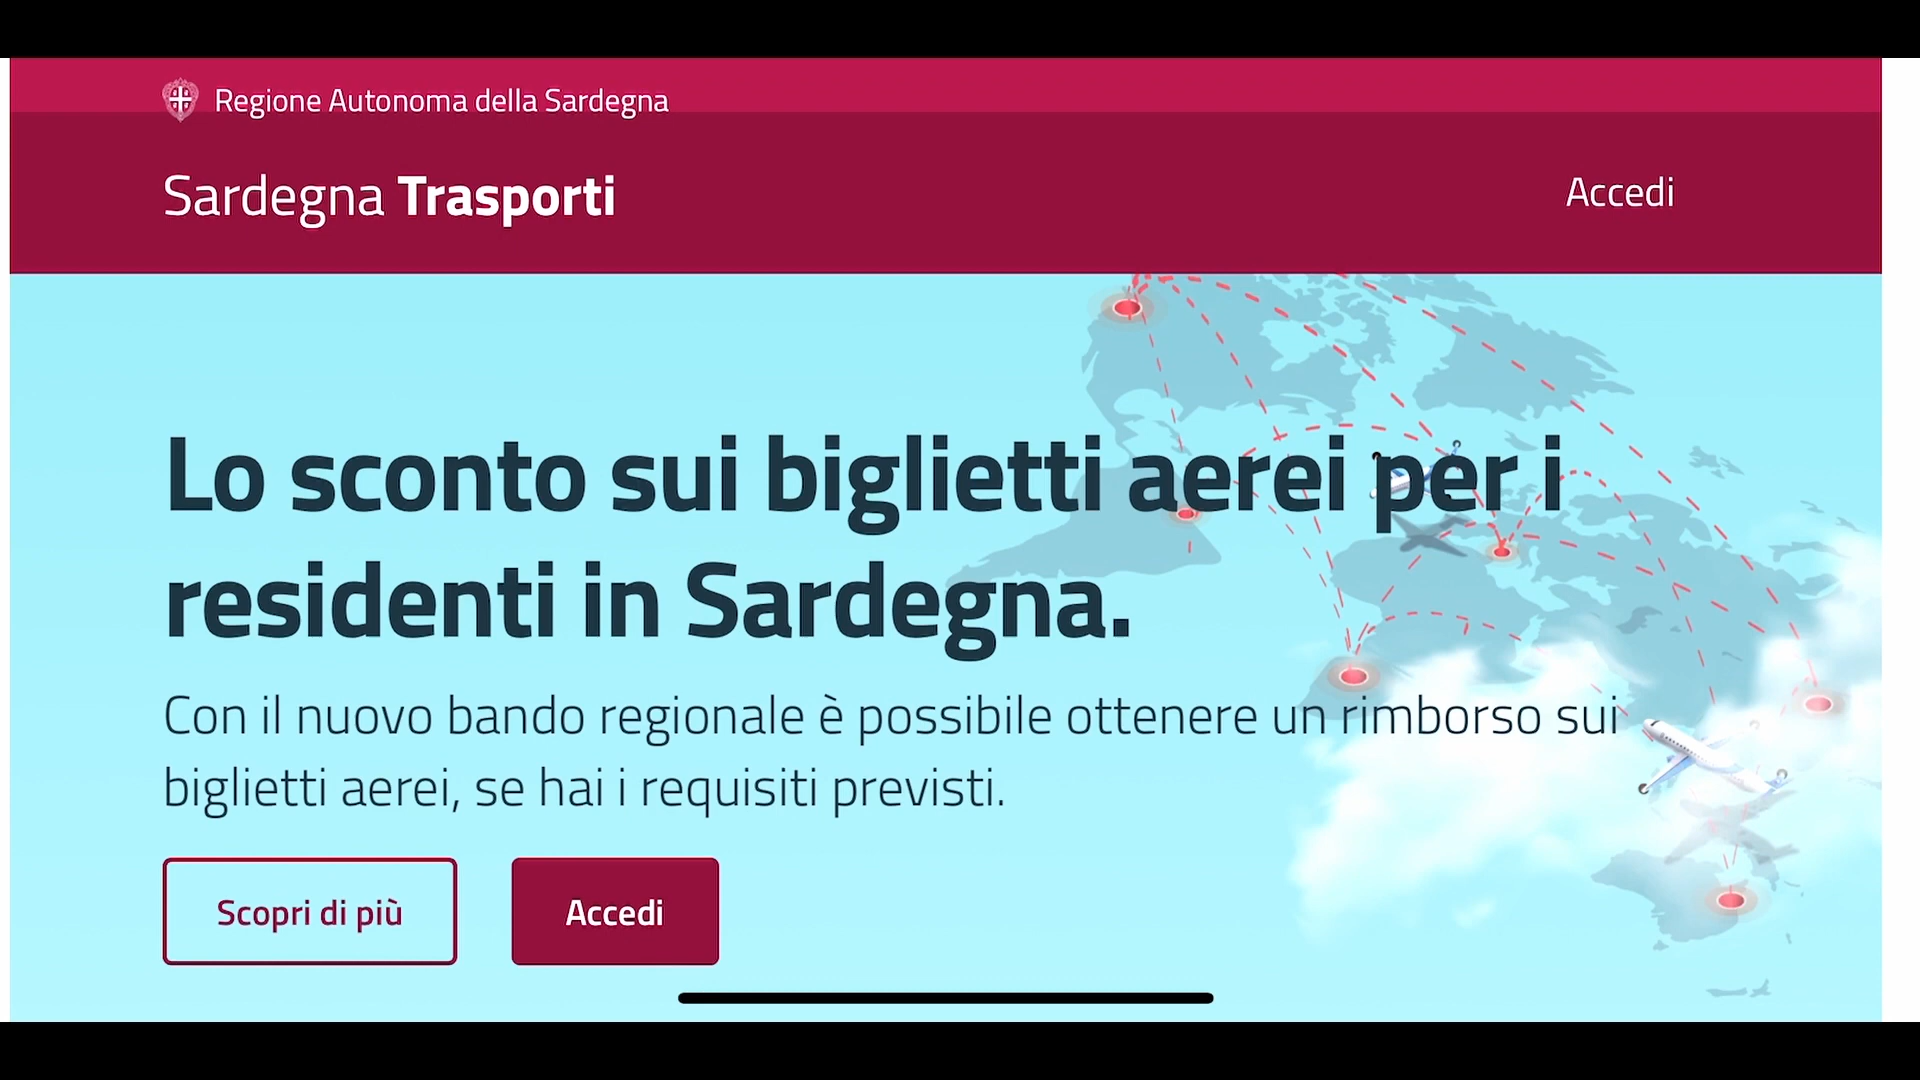 Regione Autonoma della Sardegna
Sardegna Trasporti
Accedi
Lo sconto sui biglietti aerei per i
residenti in Sardegna.
Con il nuovo bando regionale è possibile ottenere un rimborso sui
biglietti aerei, se hai i requisiti previsti.
Scopri di più
Accedi